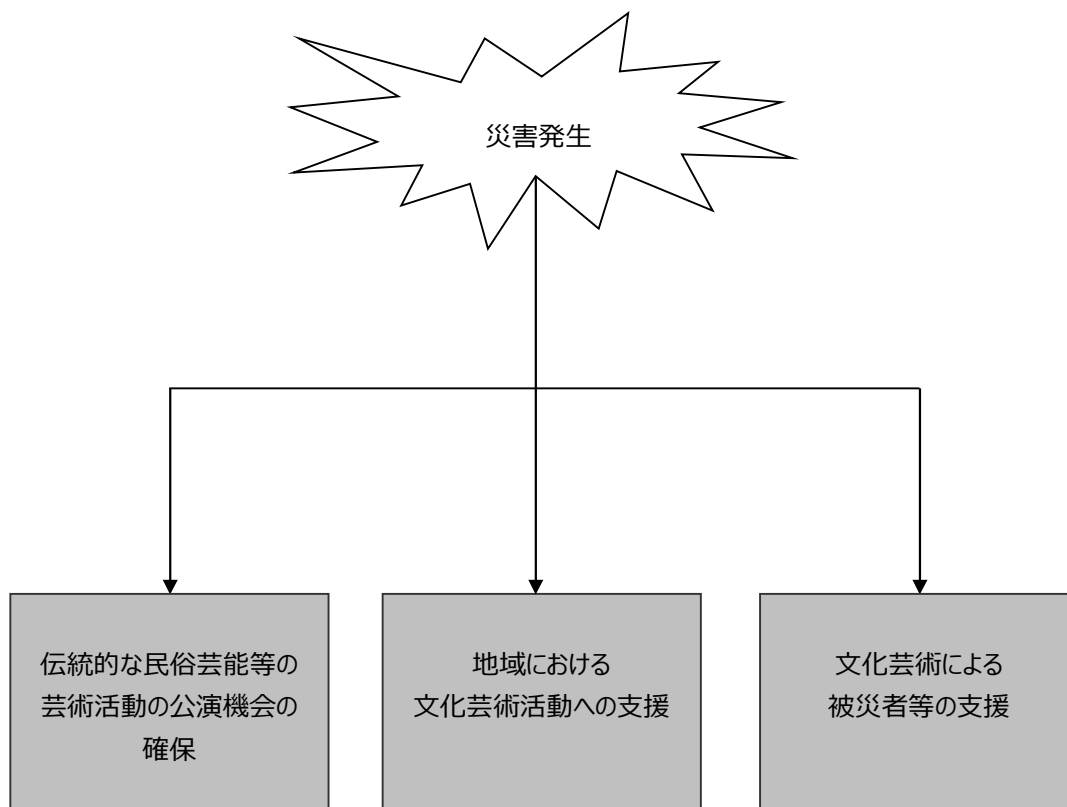 災害発生
伝統的な民俗芸能等の
芸術活動の公演機会の
確保
地域における
文化芸術活動への支援
文化芸術による
被災者等の支援